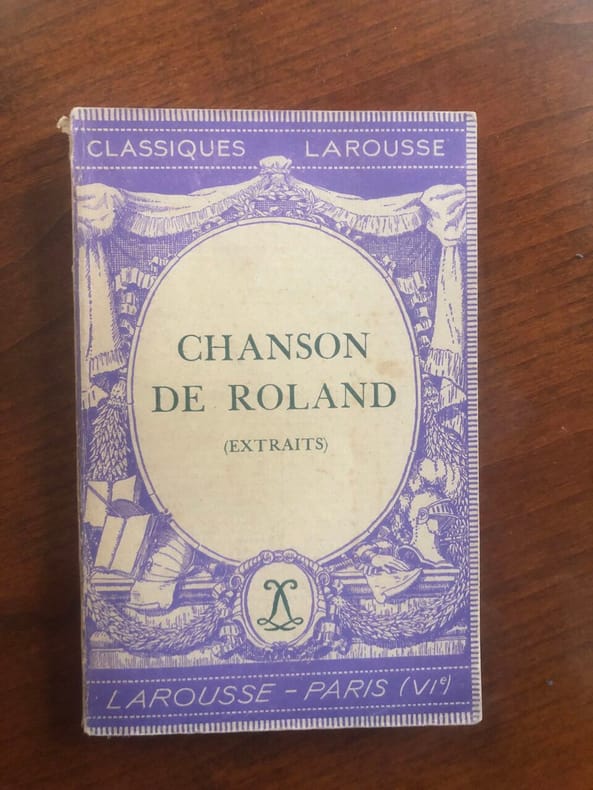 CLASSIQUES LAROUSSE
CHANSON
DE ROLAND
(EXTRAITS)
LAROUSSE – PARIS (VIe)